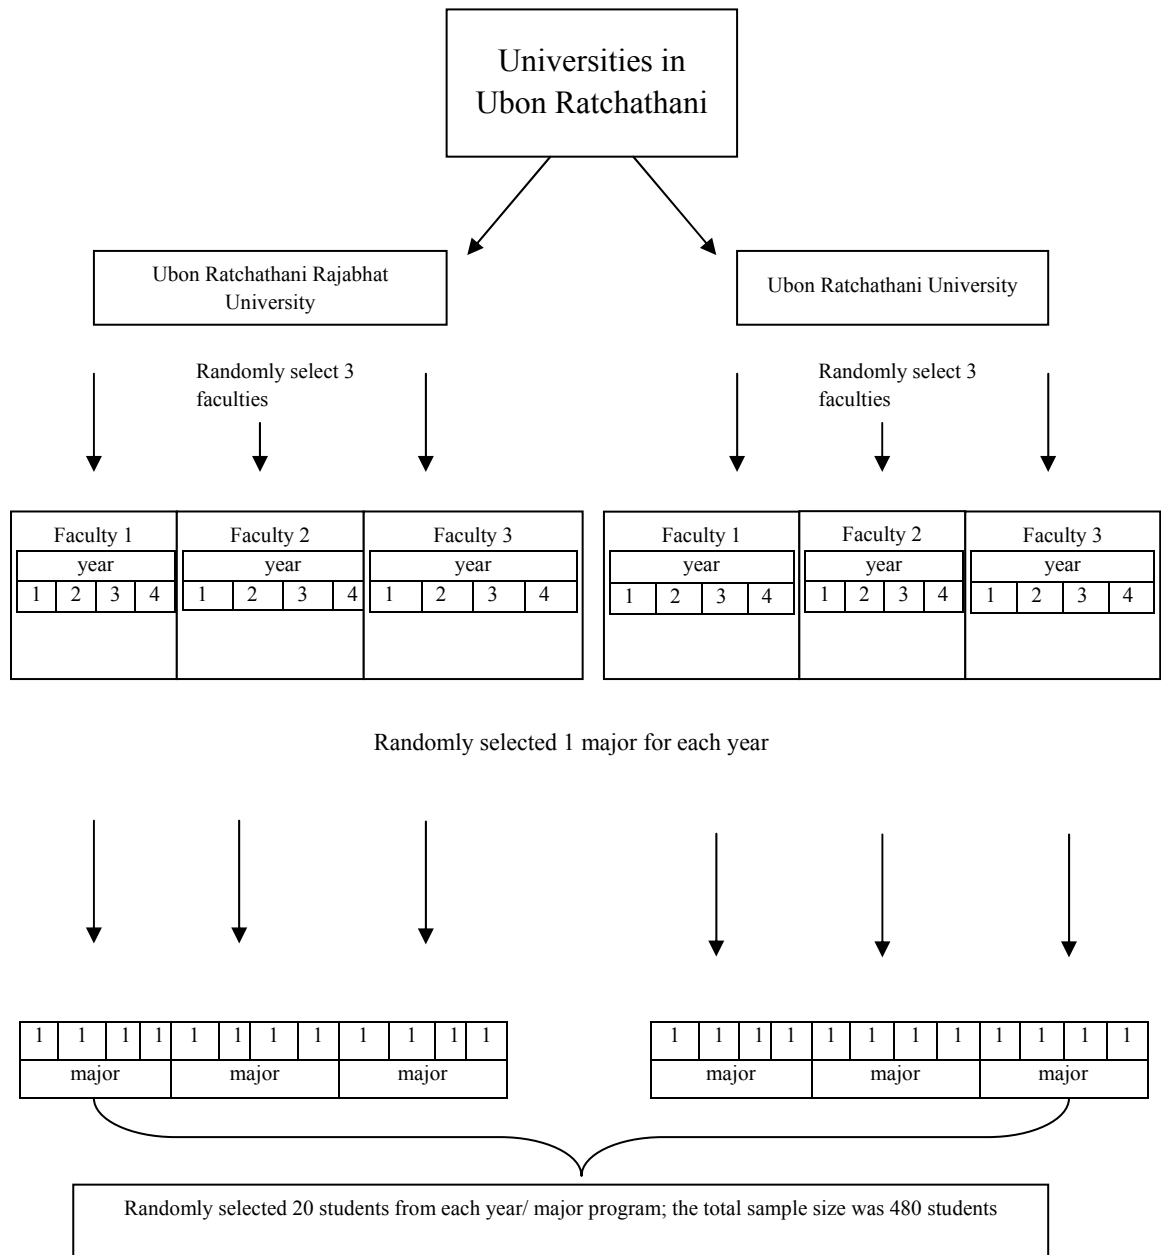 Universities in
Ubon Ratchathani
Ubon Ratchathani Rajabhat
University
Ubon Ratchathani University
Randomly select 3
faculties
Randomly select 3
faculties
Faculty 1
Faculty 2
Faculty 3
year
year
year
1 2 3 4
1 2 3 4
1 2 3 4
Faculty 1
Faculty 2
Faculty 3
year
year
year
1 2 3 4
1 2 3 4
1 2 3 4
Randomly selected 1 major for each year
1 1 1 1 1 1 1 1 1 1 1 1
major major major
1 1 1 1 1 1 1 1 1 1 1 1
major major major
Randomly selected 20 students from each year/ major program; the total sample size was 480 students